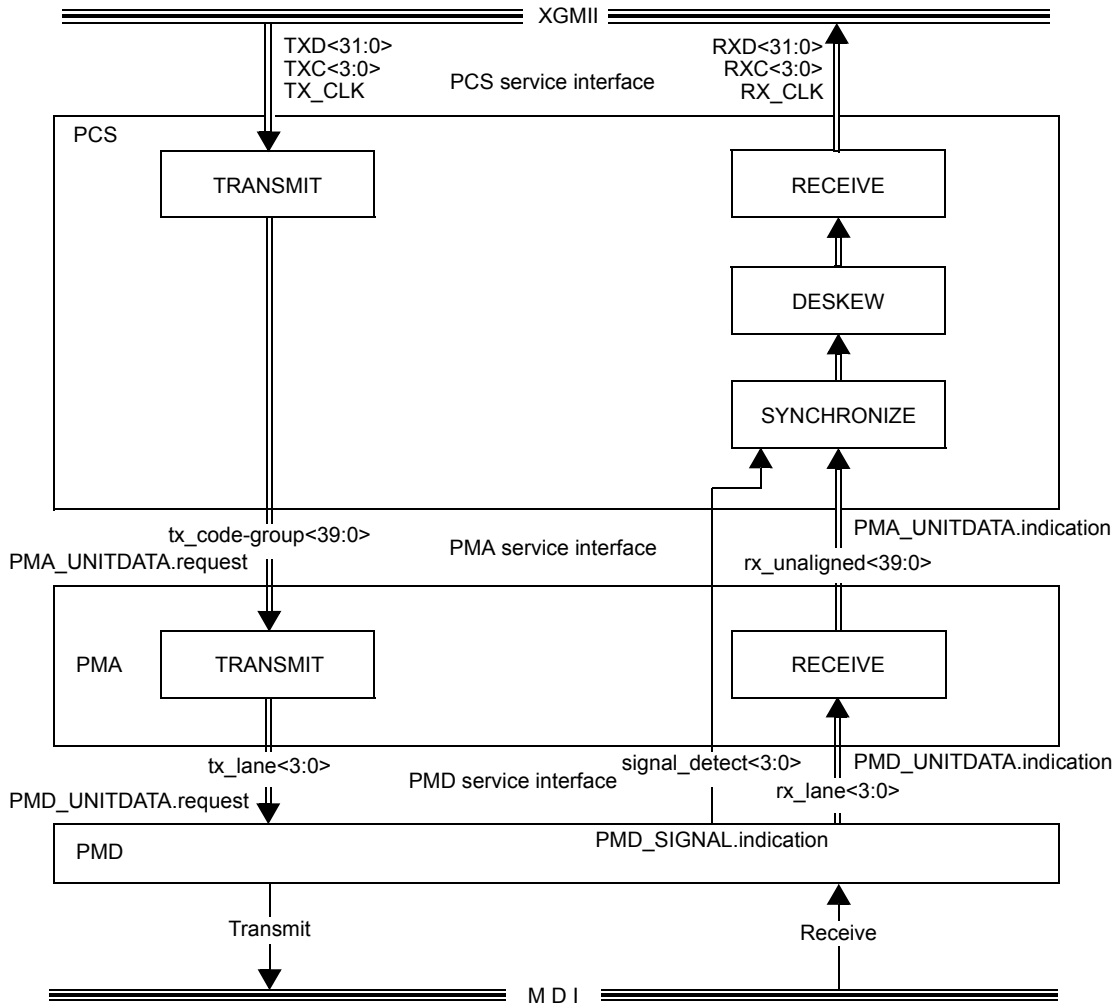 XGMII
TXD<31:0>
TXC<3:0>
TX_CLK
PCS service interface
RXD<31:0>
RXC<3:0>
RX_CLK
PCS
TRANSMIT
RECEIVE
DESKEW
SYNCHRONIZE
tx_code-group<39:0>
PMA_UNITDATA.request
PMA service interface
PMA_UNITDATA.indication
rx_unaligned<39:0>
PMA
TRANSMIT
RECEIVE
tx_lane<3:0>
PMD_UNITDATA.request
PMD service interface
signal_detect<3:0>
PMD_UNITDATA.indication
rx_lane<3:0>
PMD
PMD_SIGNAL.indication
Transmit
Receive
M D I